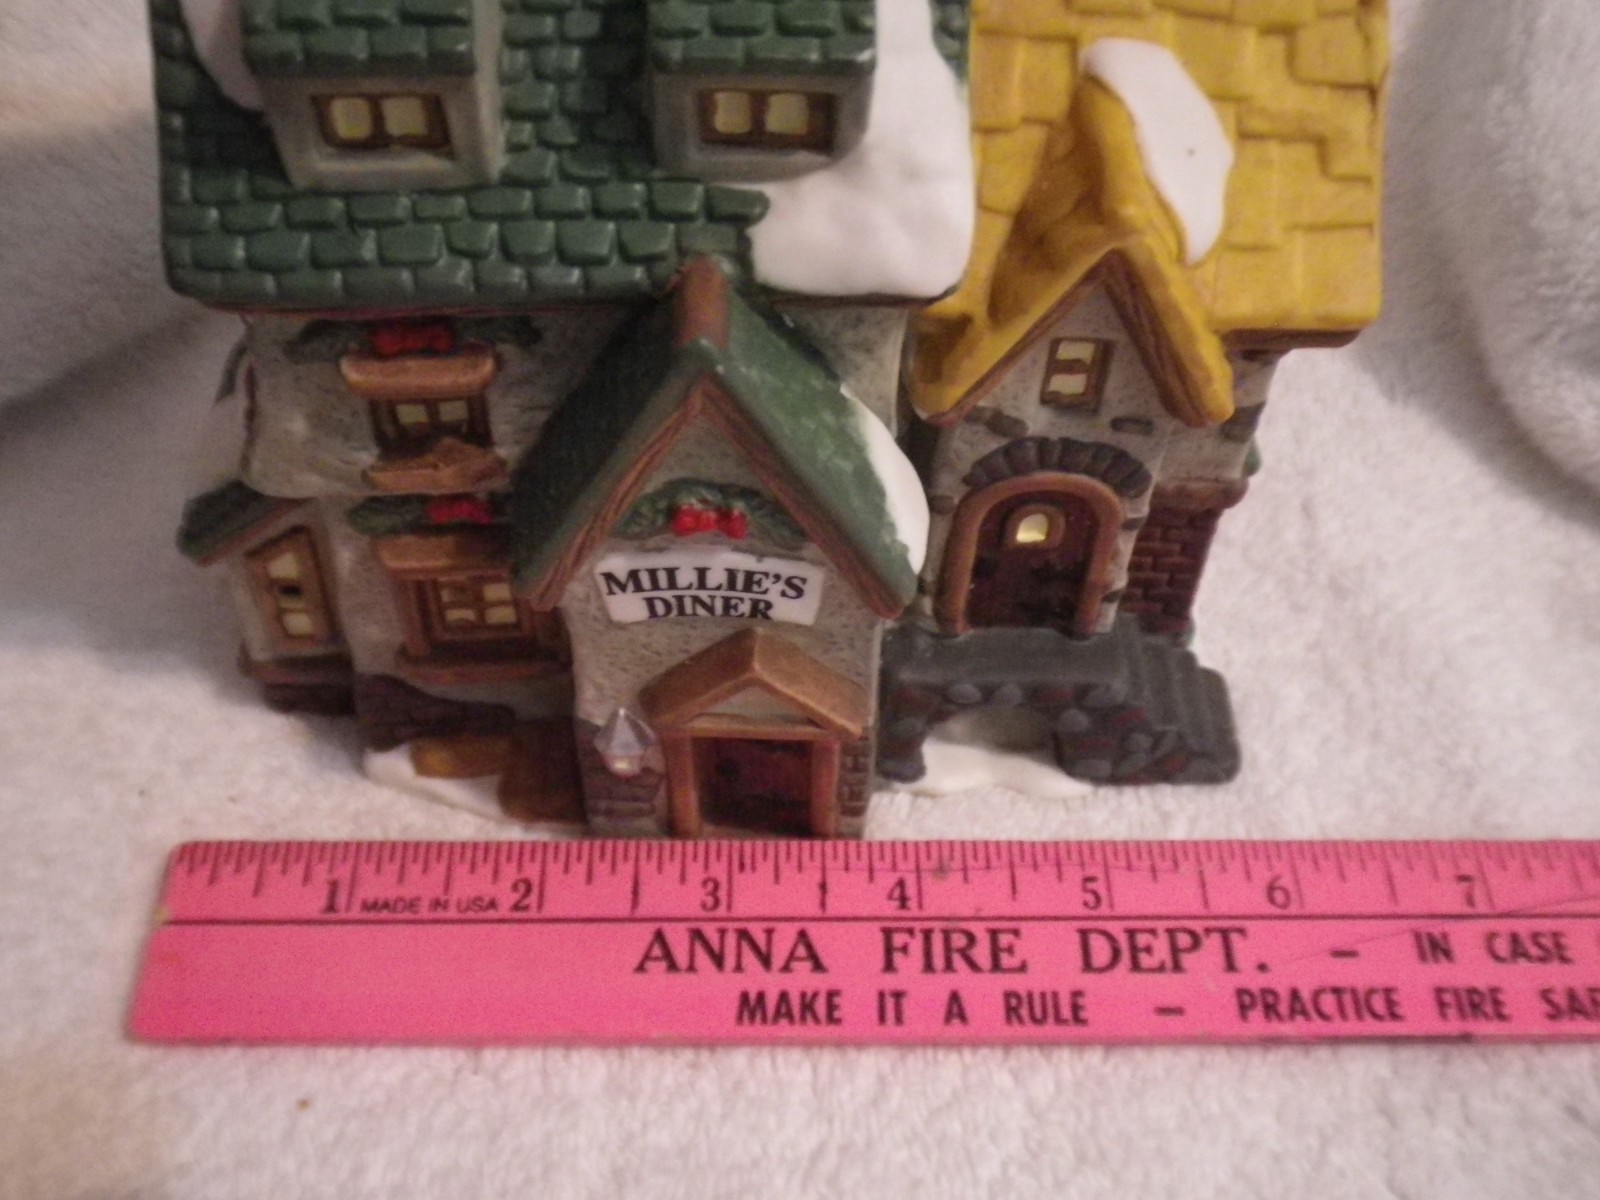 MILLIE'S
DINER
1 MADE IN USA 2 3 4 5 6 7
ANNA FIRE DEPT. – IN CASE
MAKE IT A RULE – PRACTICE FIRE